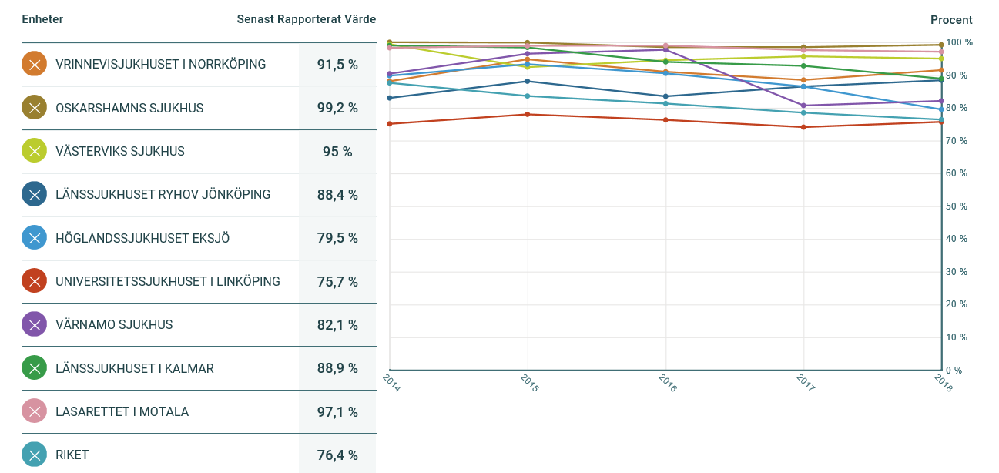 Enheter Senast Rapporterat Värde
VRINNEVISJUKHUSET I NORRKÖPING 91,5 %
OSKARSHAMNS SJUKHUS 99,2 %
VÄSTERVIKS SJUKHUS 95 %
LÄNSSJUKHUSET RYHOV JÖNKÖPING 88,4 %
HÖGLANDSSJUKHUSET EKSJÖ 79,5 %
UNIVERSITETSSJUKHUSET I LINKÖPING 75,7 %
VÄRNAMO SJUKHUS 82,1 %
LÄNSSJUKHUSET I KALMAR 88,9 %
LASARETTET I MOTALA 97,1 %
RIKET 76,4 %
Procent
100 %
90 %
80 %
70 %
60 %
50 %
40 %
30 %
20 %
10 %
0 %
2014 2015 2016 2017 2018